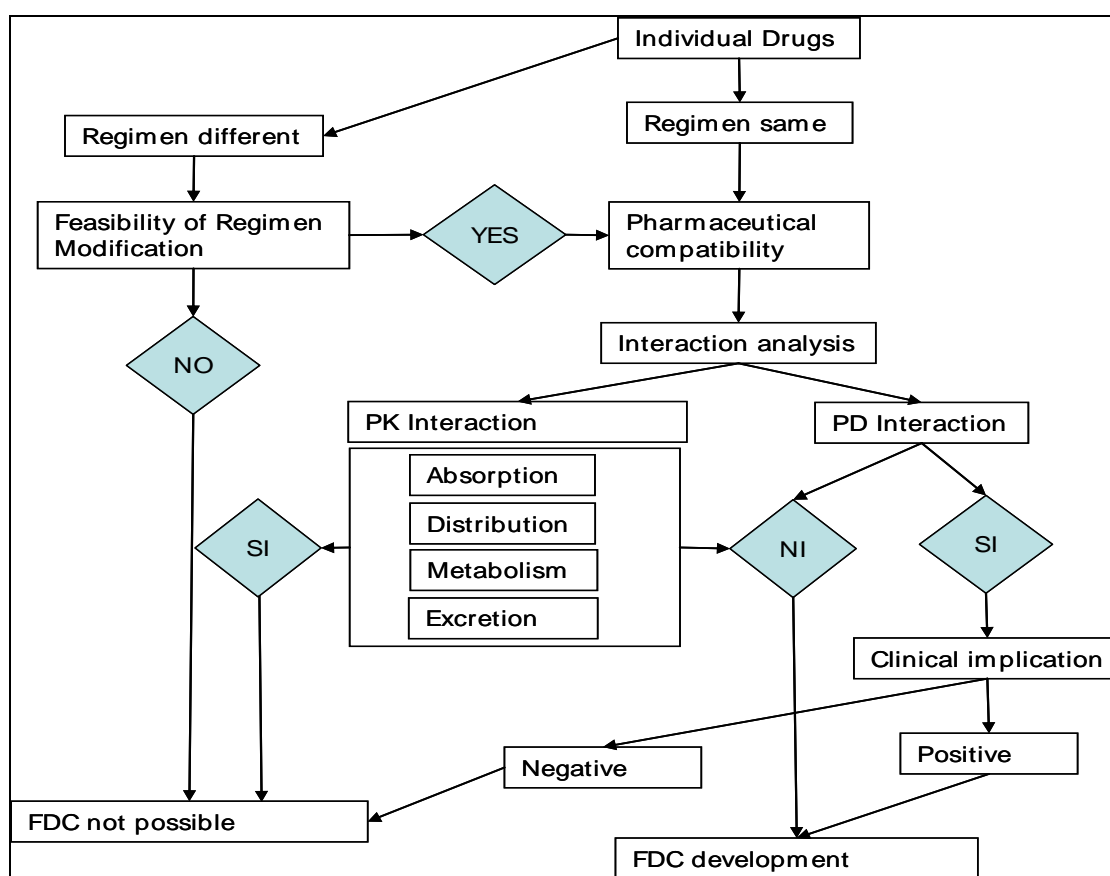 Individual Drugs
Regimen different
Regimen same
Feasibility of Regimen
Modification
YES
Pharmaceutical
compatibility
NO
Interaction analysis
PK Interaction
PD Interaction
Absorption
Distribution
Metabolism
Excretion
SI
NI
SI
Clinical implication
Negative
Positive
FDC not possible
FDC development